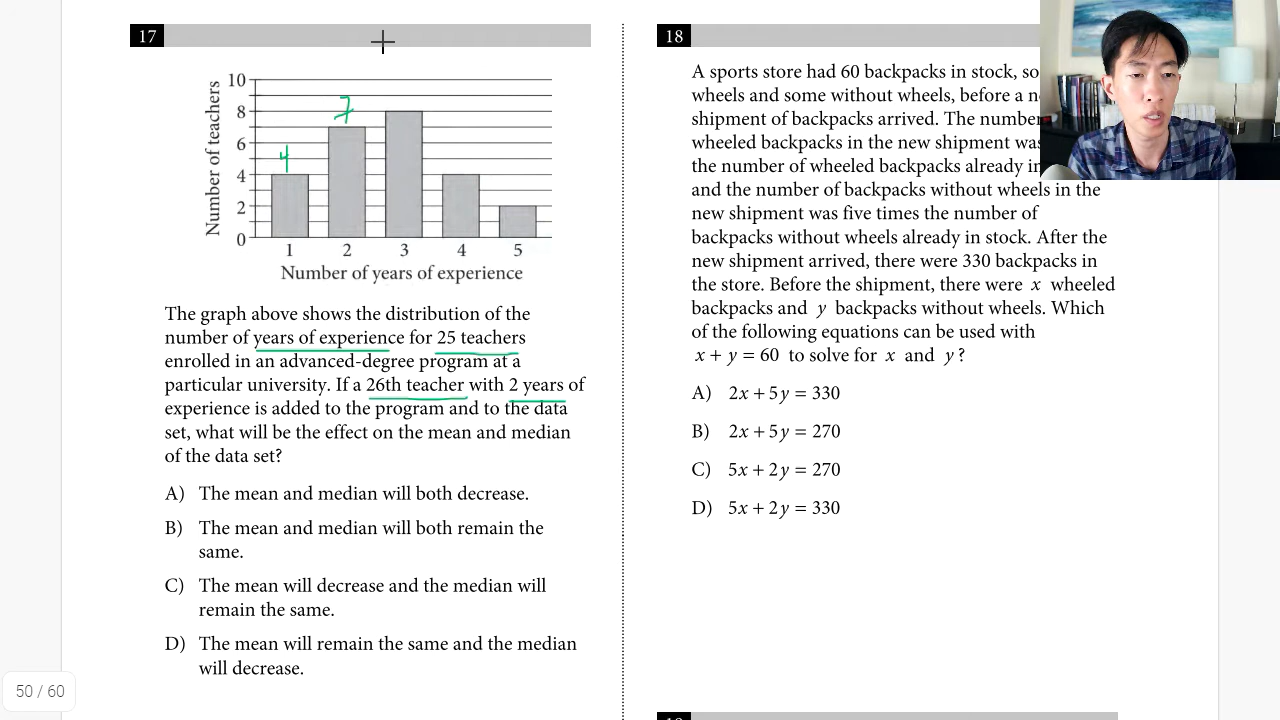 17
Number of teachers
10
8
6
4
2
0
4
7
1 2 3 4 5
Number of years of experience
The graph above shows the distribution of the
number of years of experience for 25 teachers
enrolled in an advanced-degree program at a
particular university. If a 26th teacher with 2 years of
experience is added to the program and to the data
set, what will be the effect on the mean and median
of the data set?
A) The mean and median will both decrease.
B) The mean and median will both remain the
same.
C) The mean will decrease and the median will
remain the same.
D) The mean will remain the same and the median
will decrease.
18
A sports store had 60 backpacks in stock, so
wheels and some without wheels, before a n
shipment of backpacks arrived. The number
wheeled backpacks in the new shipment was
the number of wheeled backpacks already in
and the number of backpacks without wheels in the
new shipment was five times the number of
backpacks without wheels already in stock. After the
new shipment arrived, there were 330 backpacks in
the store. Before the shipment, there were x wheeled
backpacks and y backpacks without wheels. Which
of the following equations can be used with
x + y = 60 to solve for x and y?
A) 2x + 5y = 330
B) 2x + 5y = 270
C) 5x + 2y = 270
D) 5x + 2y = 330
50 / 60